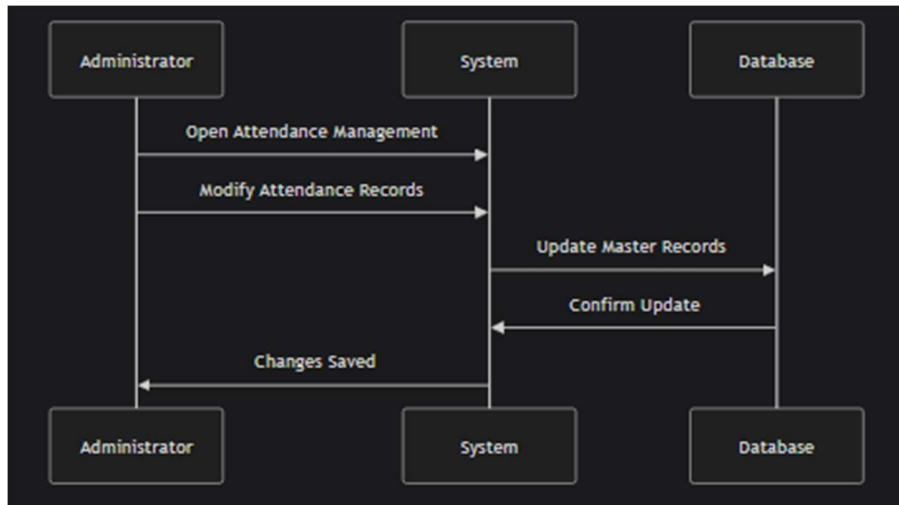 Administrator
System
Database
Open Attendance Management
Modify Attendance Records
Update Master Records
Confirm Update
Changes Saved
Administrator
System
Database